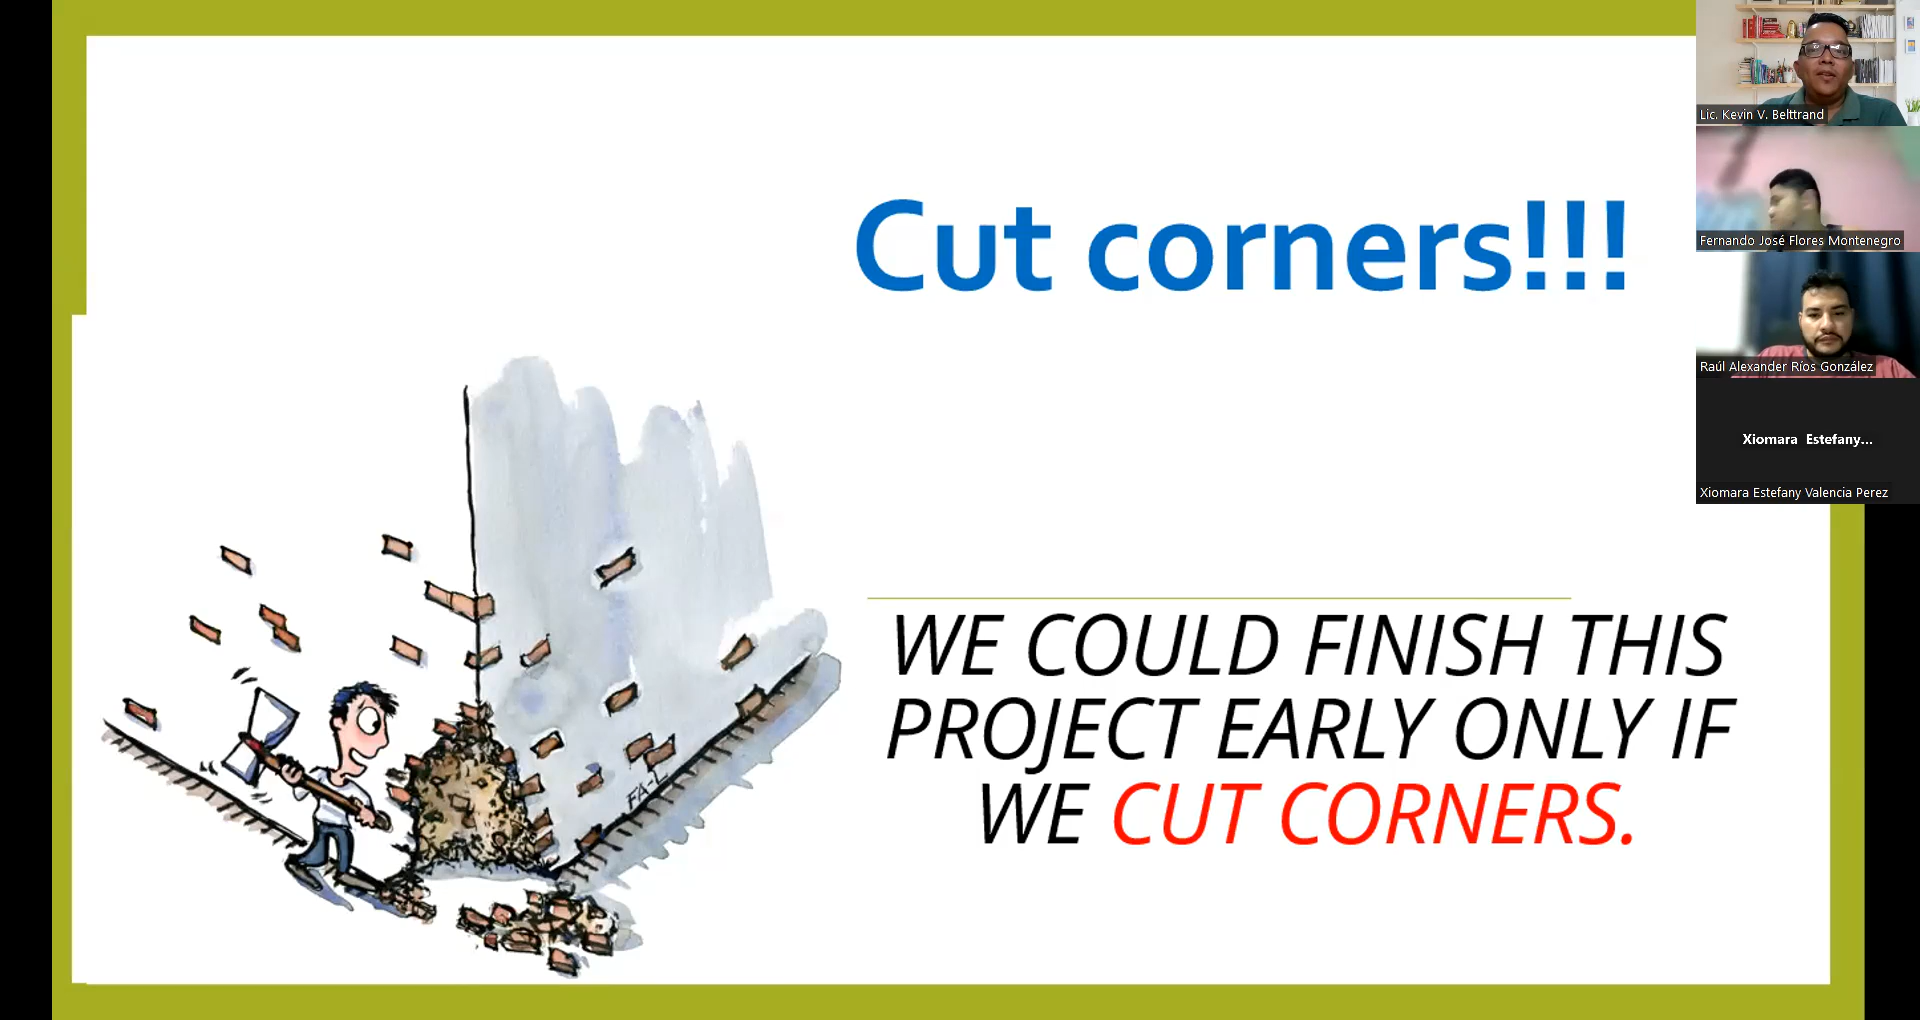 Cut corners!!!
WE COULD FINISH THIS
PROJECT EARLY ONLY IF
WE CUT CORNERS.
FA-L
Lic. Kevin V. Belttrand
Fernando José Flores Montenegro
Raúl Alexander Ríos González
Xiomara Estefany...
Xiomara Estefany Valencia Perez